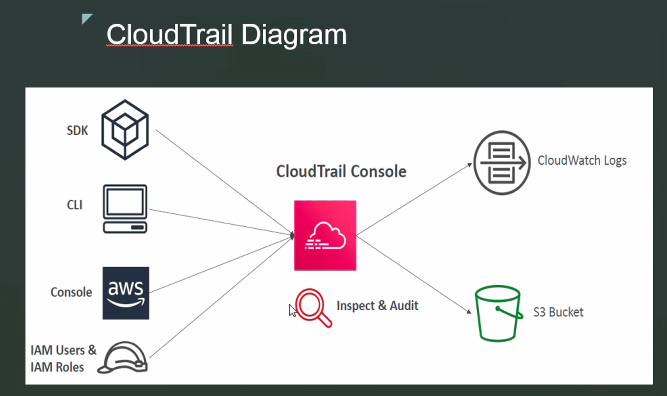 CloudTrail Diagram
SDK
CLI
Console
aws
IAM Users &
IAM Roles
CloudTrail Console
Inspect & Audit
CloudWatch Logs
S3 Bucket